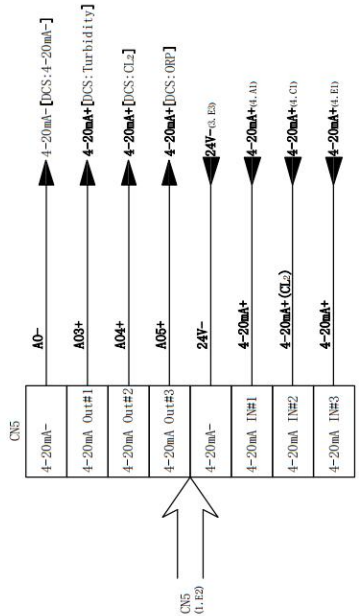 CN5
4-20mA-
AO-
4-20mA-[DCS:4-20mA-]
4-20mA Out#1
AO3+
4-20mA+[DCS:Turbidity]
4-20mA Out#2
AO4+
4-20mA+[DCS:CL₂]
4-20mA Out#3
AO5+
4-20mA+[DCS:ORP]
4-20mA-
24V-
24V-(3.E3)
4-20mA IN#1
4-20mA+
4-20mA+(4.A1)
4-20mA IN#2
4-20mA+(CL₂)
4-20mA+(4.C1)
4-20mA IN#3
4-20mA+
4-20mA+(4.E1)
CN5
(1.E2)